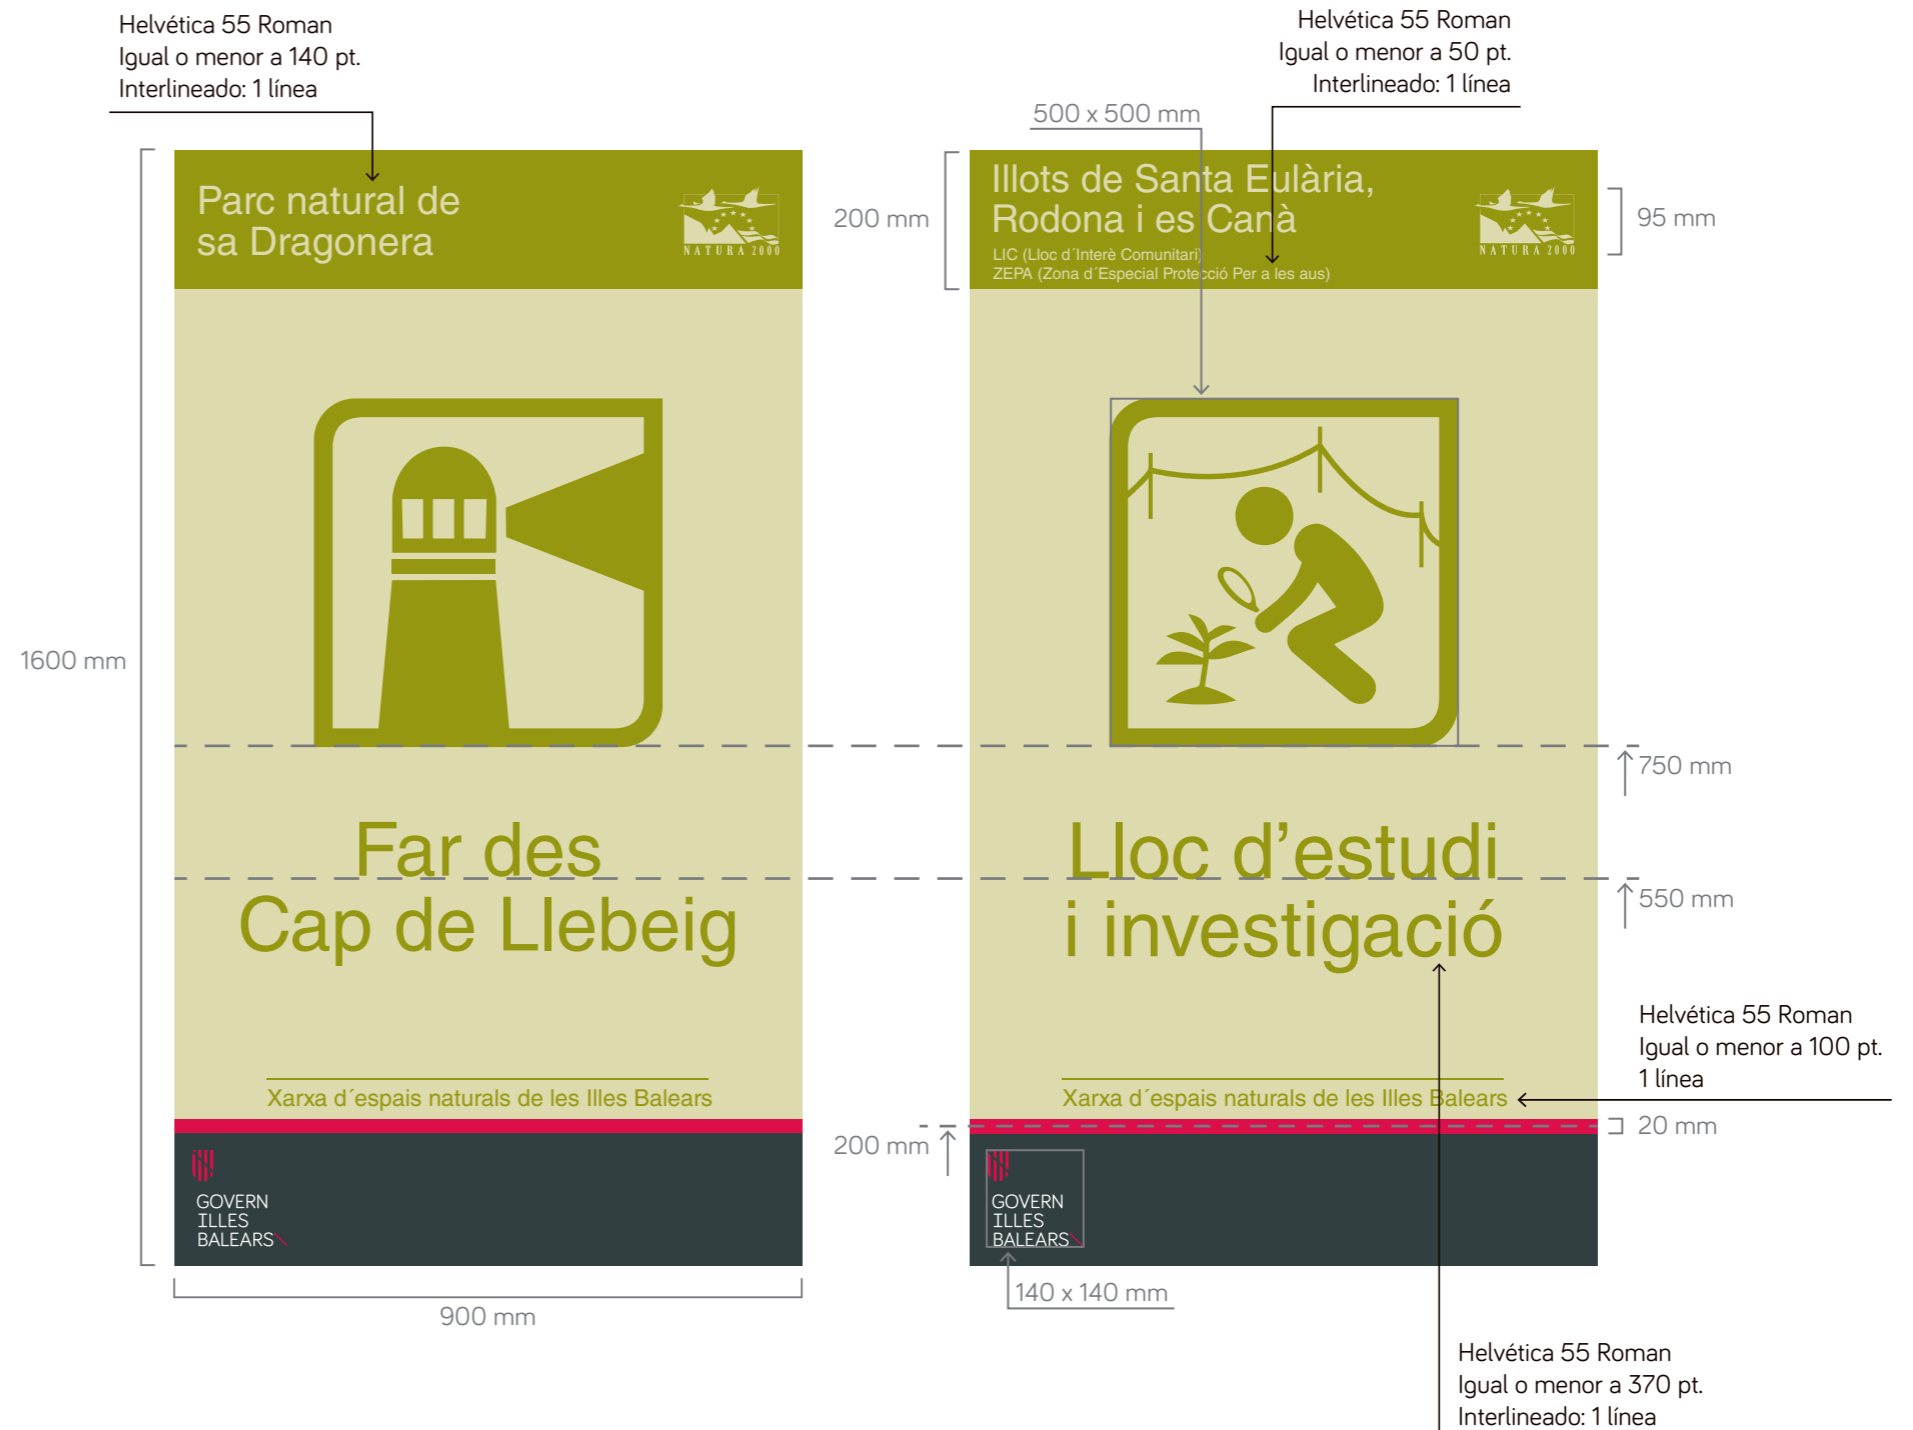 Helvética 55 Roman
Igual o menor a 140 pt.
Interlineado: 1 línea
Helvética 55 Roman
Igual o menor a 50 pt.
Interlineado: 1 línea
500 x 500 mm
Parc natural de
sa Dragonera
NATURA 2000
200 mm
Illots de Santa Eulària,
Rodona i es Canà
LIC (Lloc d´Interè Comunitari)
ZEPA (Zona d´Especial Protecció Per a les aus)
NATURA 2000
95 mm
1600 mm
750 mm
Far des
Cap de Llebeig
Lloc d’estudi
i investigació
550 mm
Helvética 55 Roman
Igual o menor a 100 pt.
1 línea
Xarxa d´espais naturals de les Illes Balears
Xarxa d´espais naturals de les Illes Balears
200 mm
20 mm
GOVERN
ILLES
BALEARS
GOVERN
ILLES
BALEARS
900 mm
140 x 140 mm
Helvética 55 Roman
Igual o menor a 370 pt.
Interlineado: 1 línea